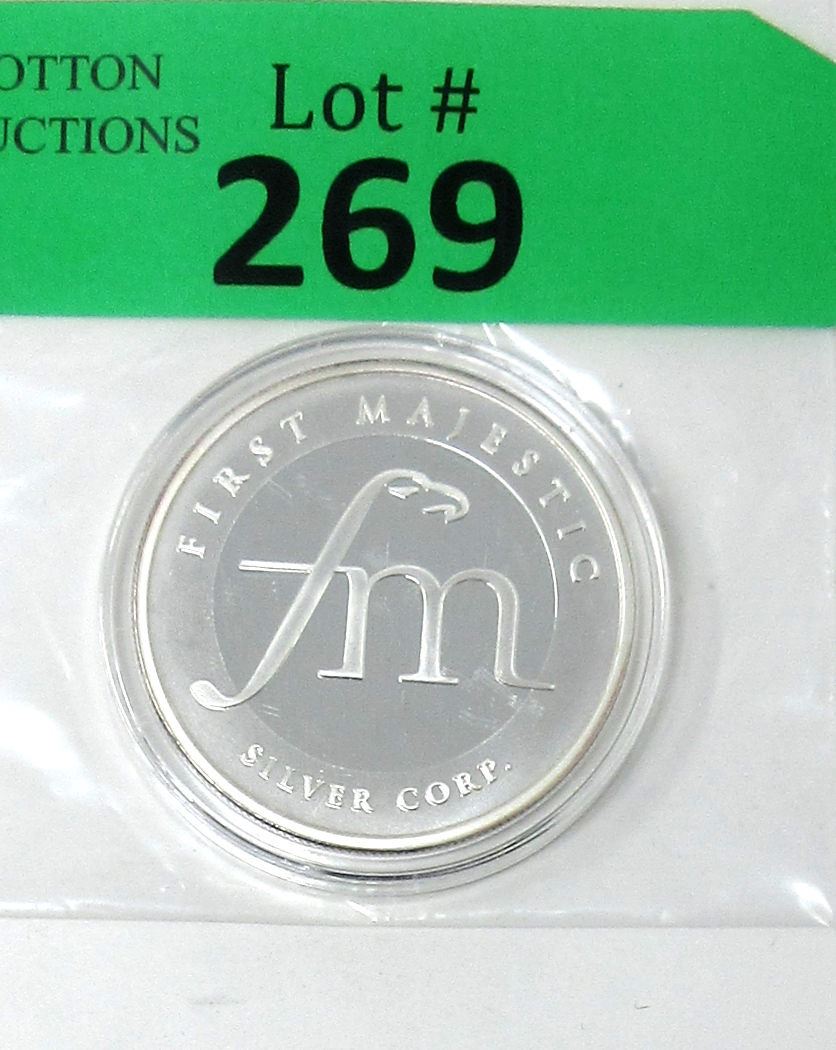 OTTON
UCTIONS
Lot #
269
FIRST MAJESTIC
fm
SILVER CORP.